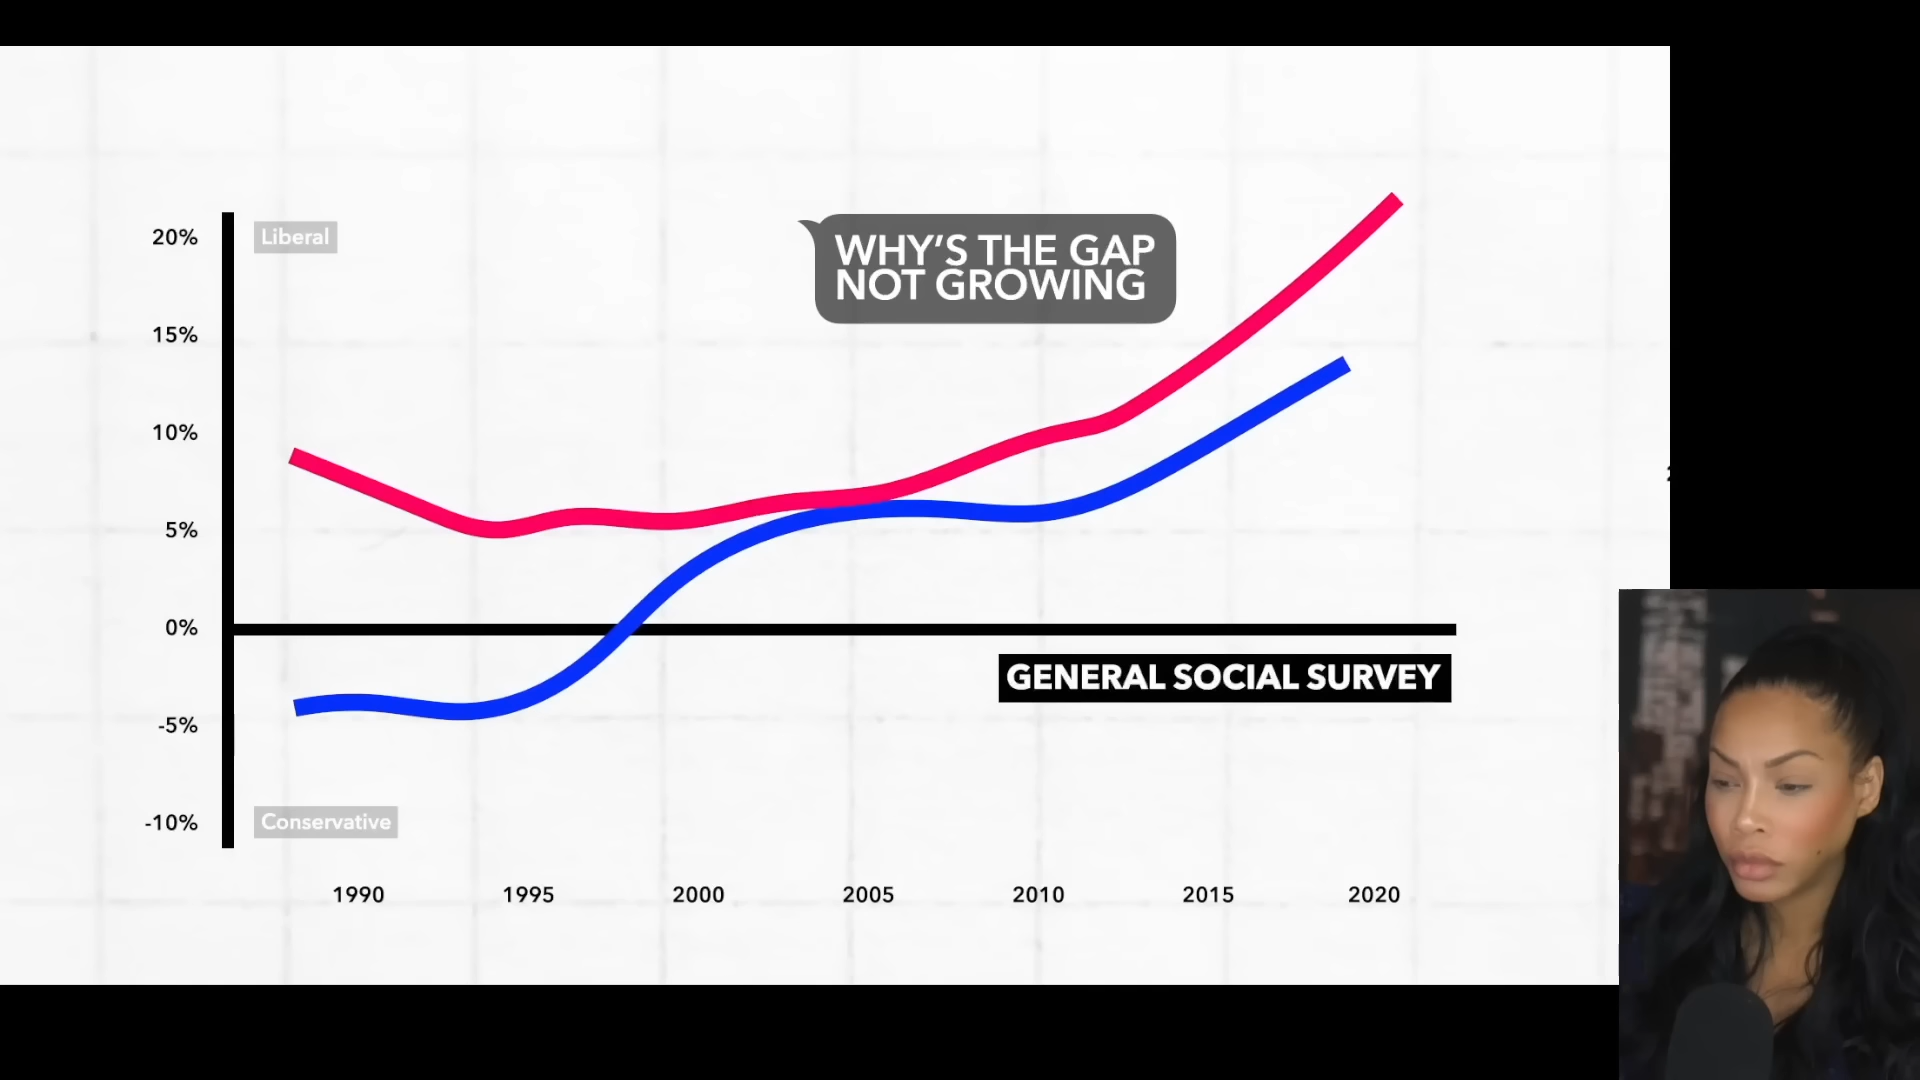 20%
Liberal
WHY'S THE GAP
NOT GROWING
15%
10%
5%
0%
GENERAL SOCIAL SURVEY
-5%
-10%
Conservative
1990 1995 2000 2005 2010 2015 2020